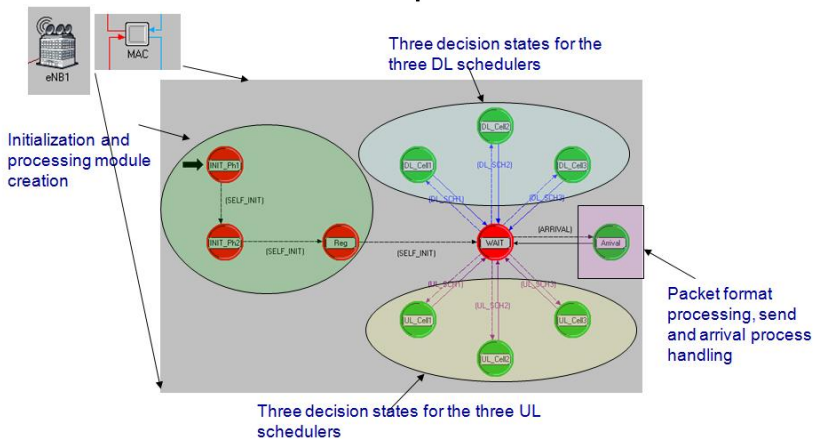 Three decision states for the
three DL schedulers
MAC
eNB1
Initialization and
processing module
creation
(DL_Cell2)
(DL_Cell1)
(DL_Cell3)
INIT_Ph1
(DL_SCH2)
(DL_SCH1)
(DL_SCH3)
(SELF_INIT)
(ARRIVAL)
INIT_Ph2
Reg
WAIT
Arrival
(SELF_INIT)
(SELF_INIT)
(UL_SCH1)
(UL_SCH3)
(UL_SCH2)
(UL_Cell1)
(UL_Cell3)
(UL_Cell2)
Packet format
processing, send
and arrival process
handling
Three decision states for the three UL
schedulers